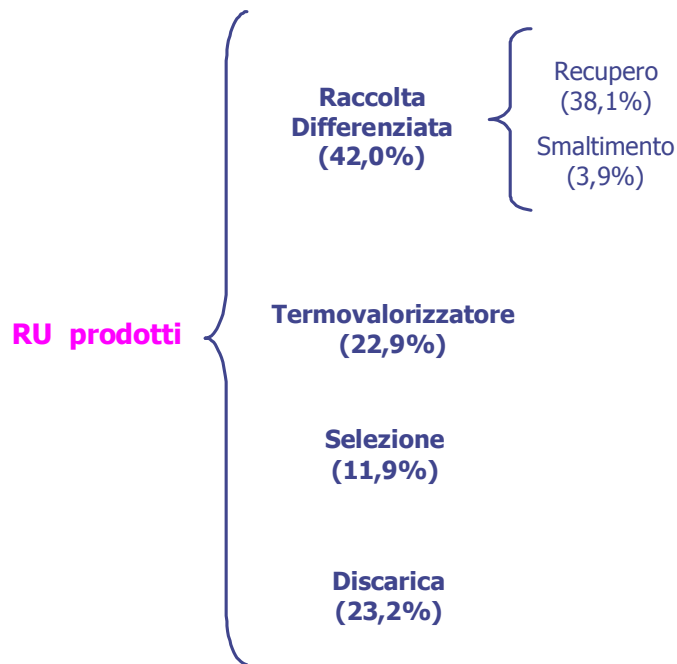 RU prodotti
Raccolta
Differenziata
(42,0%)
Recupero
(38,1%)
Smaltimento
(3,9%)
Termovalorizzatore
(22,9%)
Selezione
(11,9%)
Discarica
(23,2%)